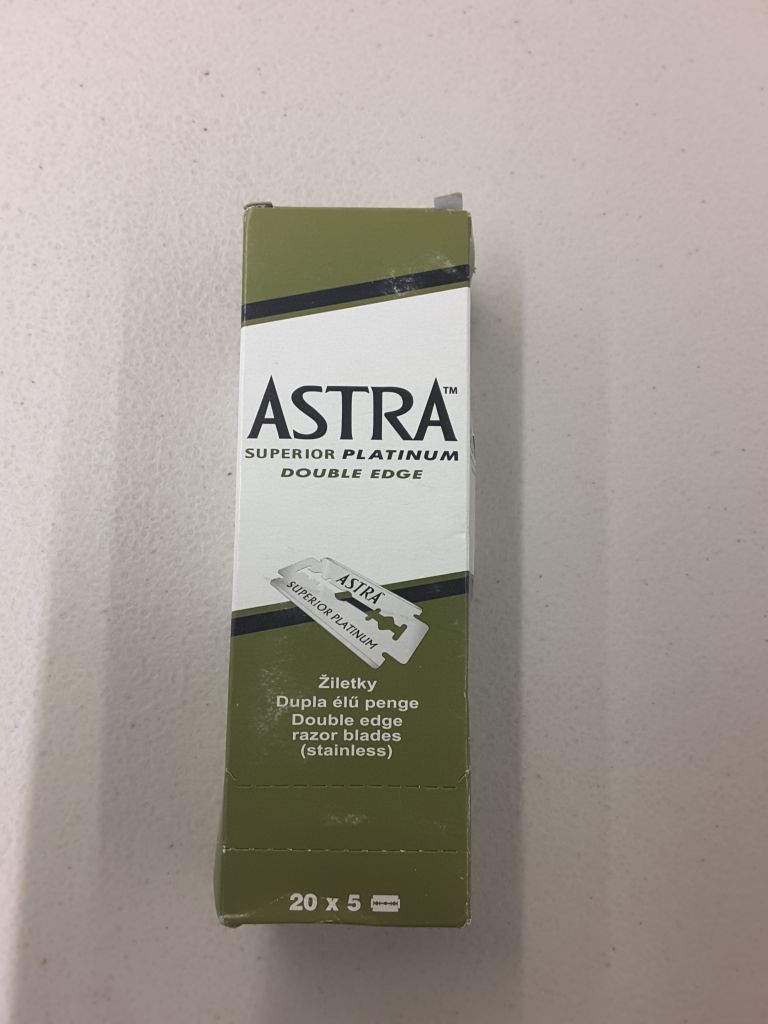 ASTRA™
SUPERIOR PLATINUM
DOUBLE EDGE
ASTRA
SUPERIOR PLATINUM
Žiletky
Dupla élű penge
Double edge
razor blades
(stainless)
20 x 5